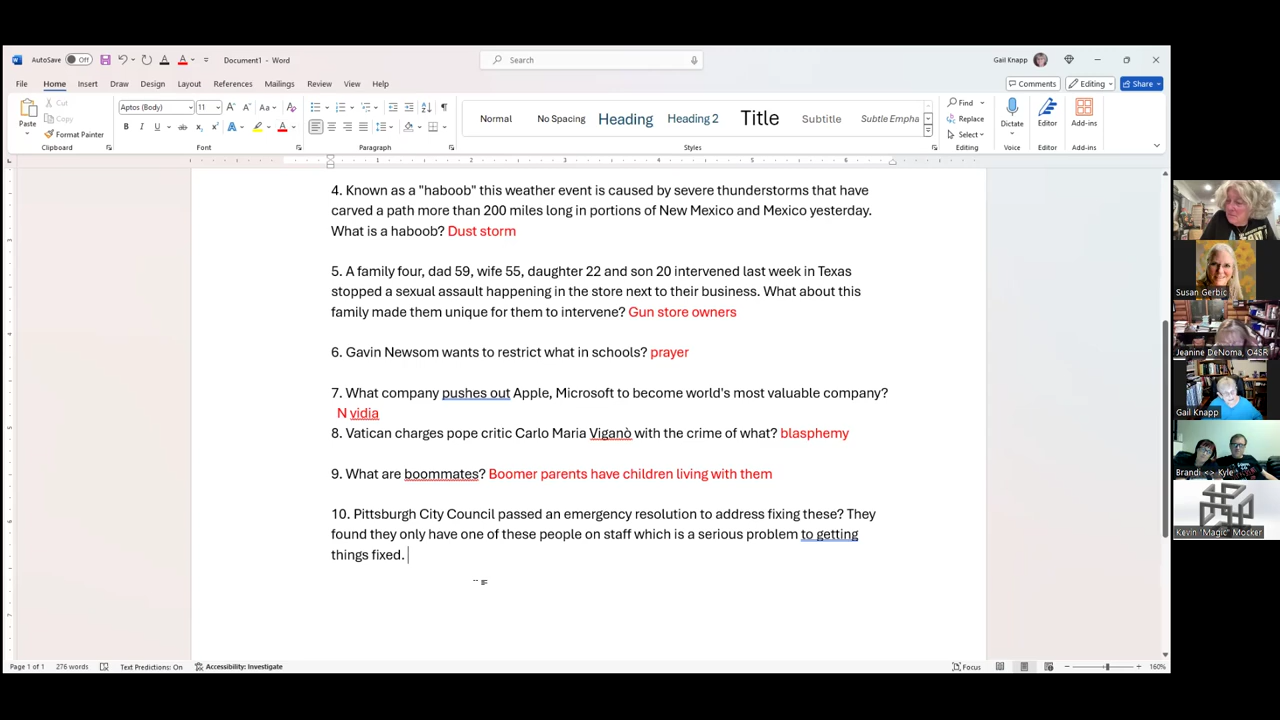 AutoSave Off Document1 - Word Search Gail Knapp
File Home Insert Draw Design Layout References Mailings Review View Help Comments Editing Share
Paste Cut Copy Format Painter
Aptos (Body) 11
Normal No Spacing Heading Heading 2 Title Subtitle Subtle Empha
Find Replace Select Dictate Editor Add-ins
Clipboard Font Paragraph Styles Editing Voice Editor Add-ins
4. Known as a "haboob" this weather event is caused by severe thunderstorms that have
carved a path more than 200 miles long in portions of New Mexico and Mexico yesterday.
What is a haboob? Dust storm
5. A family four, dad 59, wife 55, daughter 22 and son 20 intervened last week in Texas
stopped a sexual assault happening in the store next to their business. What about this
family made them unique for them to intervene? Gun store owners
6. Gavin Newsom wants to restrict what in schools? prayer
7. What company pushes out Apple, Microsoft to become world's most valuable company?
N vidia
8. Vatican charges pope critic Carlo Maria Viganò with the crime of what? blasphemy
9. What are boommates? Boomer parents have children living with them
10. Pittsburgh City Council passed an emergency resolution to address fixing these? They
found they only have one of these people on staff which is a serious problem to getting
things fixed.
Page 1 of 1 276 words Text Predictions: On Accessibility: Investigate Focus 160%
Susan Gerbic
Jeanine DeNoma, O4SR
Gail Knapp
Brandi <> Kyle
Kevin "Magic" Mocker